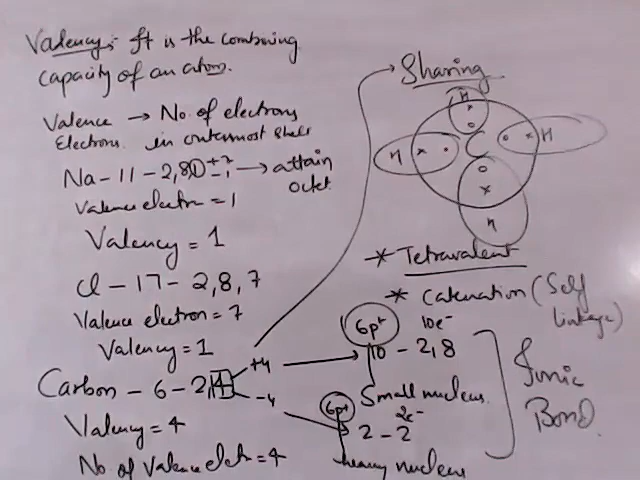 Valency:- It is the combining
capacity of an atom.
Valence → No. of electrons
Electrons in outermost shell
Na - 11 - 2,8,1 → attain
octet
Valence electron = 1
Valency = 1
Cl - 17 - 2,8,7
Valence electron = 7
Valency = 1
Carbon - 6 - 2,4
+4
-4
Valency = 4
No of Valence eletn = 4
Sharing
H
H
C
H
H
* Tetravalent
* Catenation (Self
linkage)
6p+
10e-
10 - 2,8
Small nucleus.
6p+
2e-
2 - 2
heavy nucleus
Ionic
Bond.